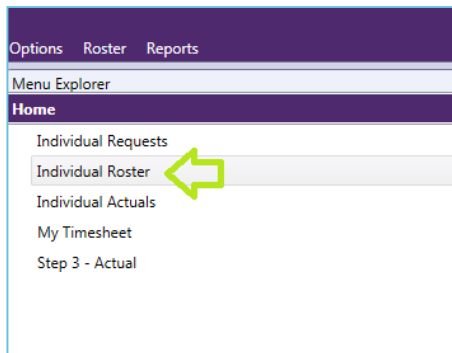 Options Roster Reports
Menu Explorer
Home
Individual Requests
Individual Roster
Individual Actuals
My Timesheet
Step 3 - Actual